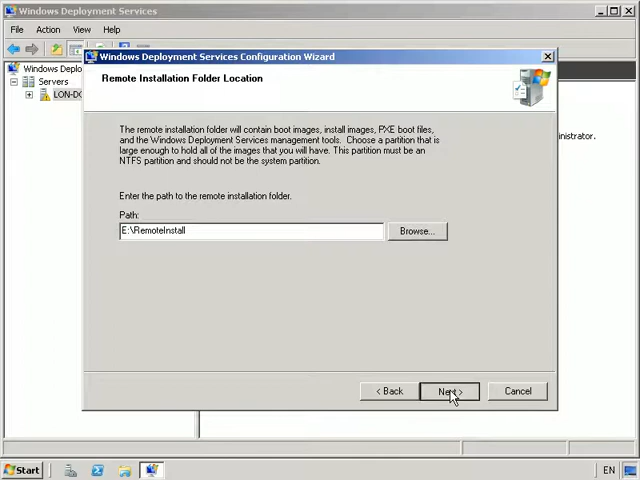 Windows Deployment Services
File Action View Help
Windows Deplo
Servers
LON-DC
inistrator.
Windows Deployment Services Configuration Wizard
Remote Installation Folder Location
The remote installation folder will contain boot images, install images, PXE boot files,
and the Windows Deployment Services management tools. Choose a partition that is
large enough to hold all of the images that you will have. This partition must be an
NTFS partition and should not be the system partition.
Enter the path to the remote installation folder.
Path:
E:\RemoteInstall
Browse...
< Back Next > Cancel
Start
EN